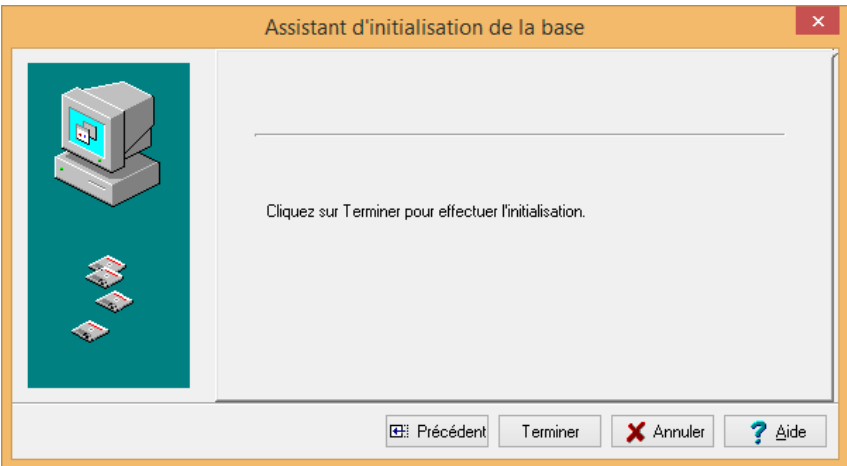 Assistant d'initialisation de la base
Cliquez sur Terminer pour effectuer l'initialisation.
Précédent Terminer Annuler Aide